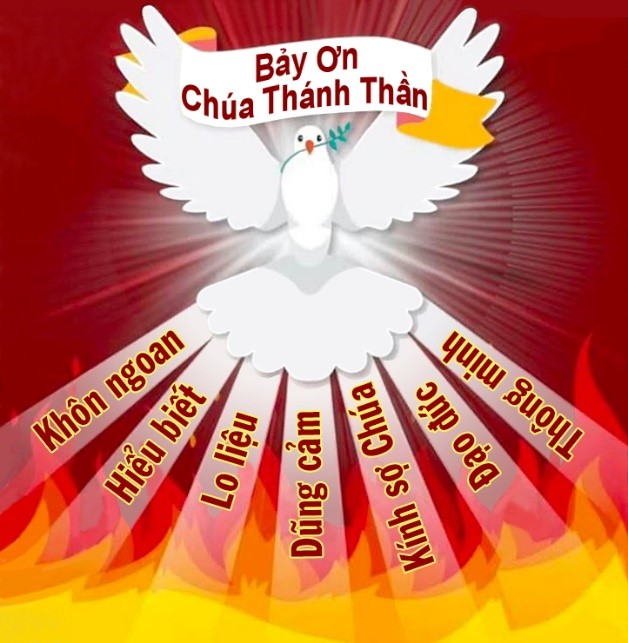 Bảy Ơn
Chúa Thánh Thần
Khôn ngoan
Hiểu biết
Lo liệu
Dũng cảm
Kính sợ Chúa
Đạo đức
Thông minh